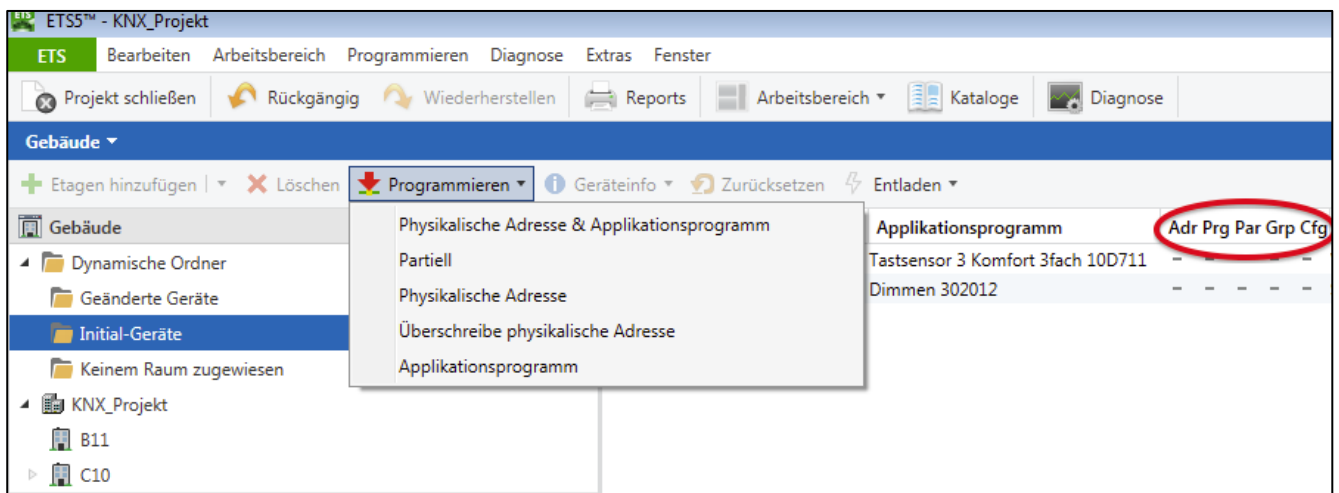 ETS ETS5™ - KNX_Projekt
ETS Bearbeiten Arbeitsbereich Programmieren Diagnose Extras Fenster
Projekt schließen Rückgängig Wiederherstellen Reports Arbeitsbereich Kataloge Diagnose
Gebäude
Etagen hinzufügen Löschen Programmieren Geräteinfo Zurücksetzen Entladen
Gebäude
Physikalische Adresse & Applikationsprogramm
Partiell
Physikalische Adresse
Überschreibe physikalische Adresse
Applikationsprogramm
Applikationsprogramm Adr Prg Par Grp Cfg
Tastsensor 3 Komfort 3fach 10D711 - - - - -
Dimmen 302012 - - - - -
Dynamische Ordner
Geänderte Geräte
Initial-Geräte
Keinem Raum zugewiesen
KNX_Projekt
B11
C10